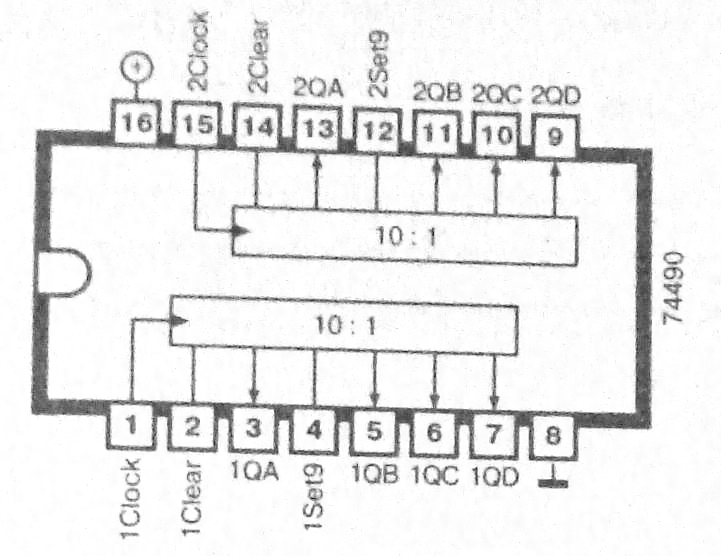 +
2Clock
2Clear
2QA
2Set9
2QB 2QC 2QD
16 15 14 13 12 11 10 9
10 : 1
74490
10 : 1
1 2 3 4 5 6 7 8
1Clock
1Clear
1QA
1Set9
1QB 1QC 1QD